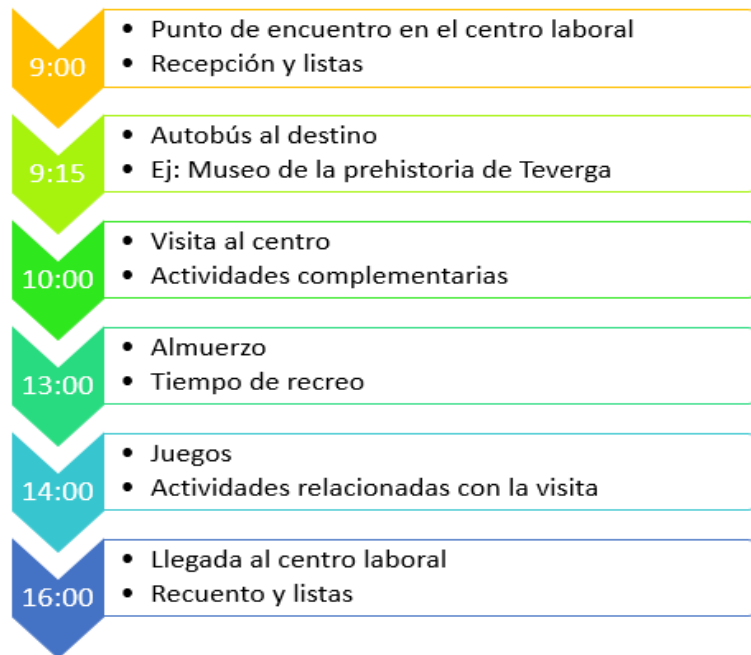 9:00
• Punto de encuentro en el centro laboral
• Recepción y listas
9:15
• Autobús al destino
• Ej: Museo de la prehistoria de Teverga
10:00
• Visita al centro
• Actividades complementarias
13:00
• Almuerzo
• Tiempo de recreo
14:00
• Juegos
• Actividades relacionadas con la visita
16:00
• Llegada al centro laboral
• Recuento y listas